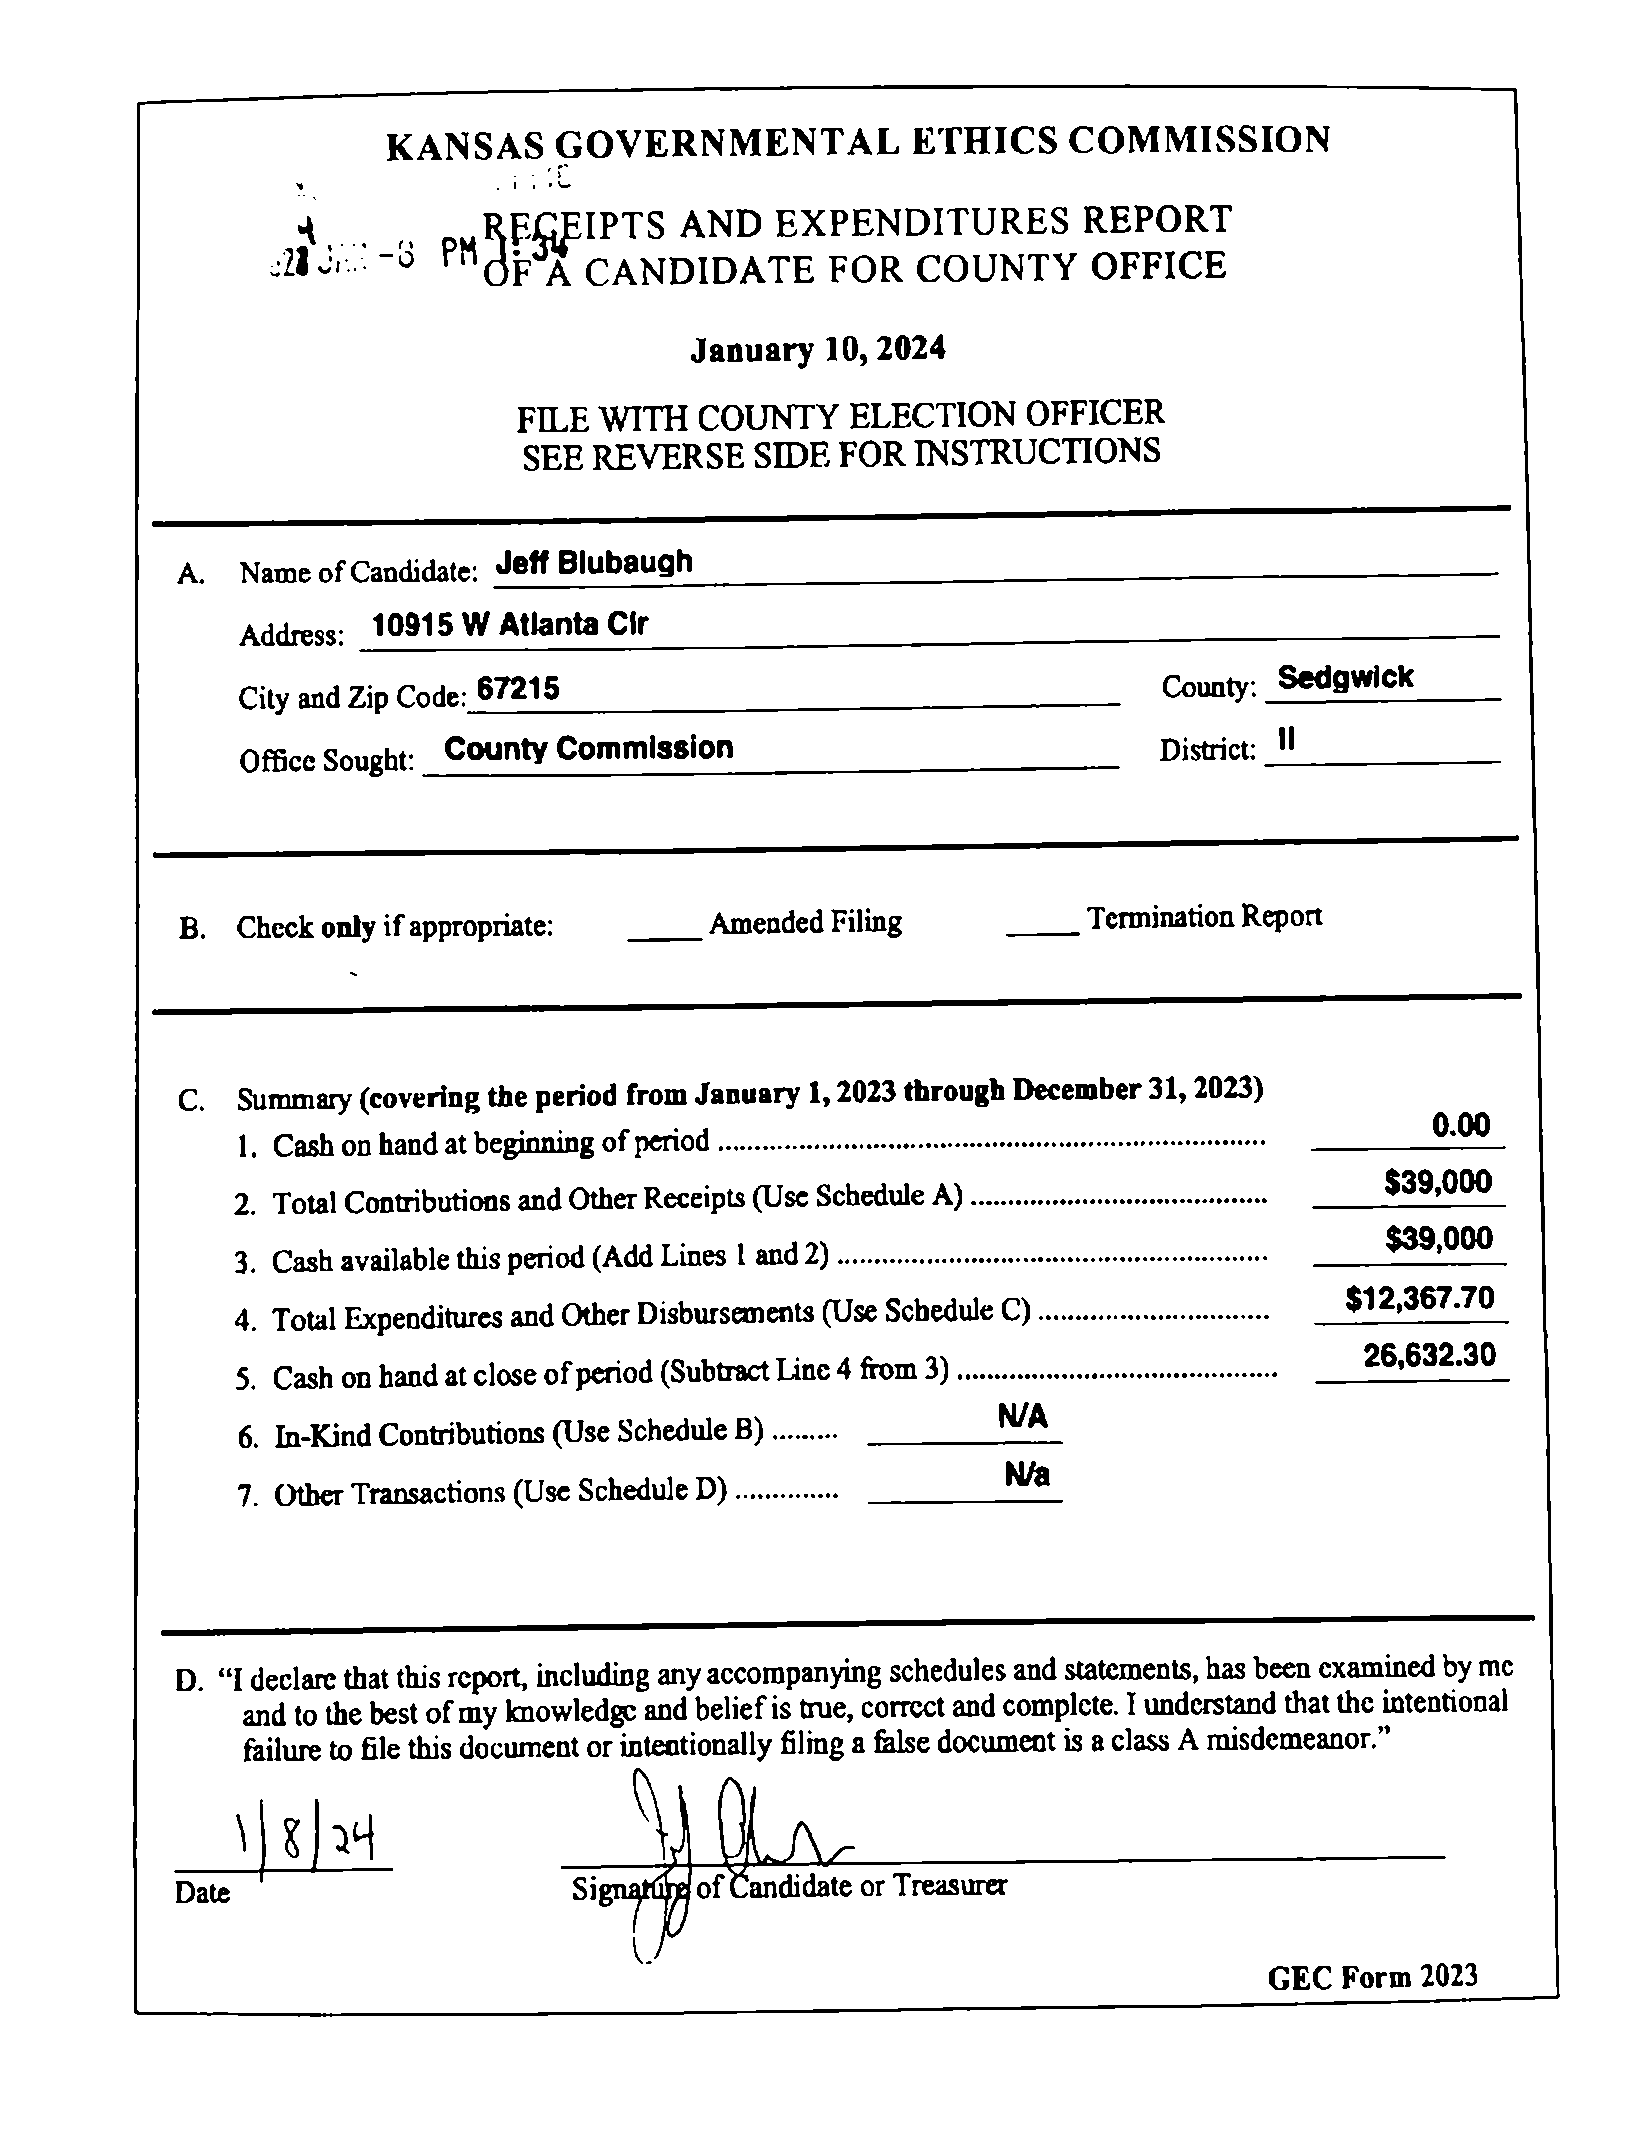 KANSAS GOVERNMENTAL ETHICS COMMISSION
RECEIPTS AND EXPENDITURES REPORT
PM 1:34
OF A CANDIDATE FOR COUNTY OFFICE
January 10, 2024
FILE WITH COUNTY ELECTION OFFICER
SEE REVERSE SIDE FOR INSTRUCTIONS
A. Name of Candidate: Jeff Blubaugh
Address: 10915 W Atlanta Cir
City and Zip Code: 67215 County: Sedgwick
Office Sought: County Commission District: II
B. Check only if appropriate: ____ Amended Filing ____ Termination Report
C. Summary (covering the period from January 1, 2023 through December 31, 2023)
1. Cash on hand at beginning of period 0.00
2. Total Contributions and Other Receipts (Use Schedule A) $39,000
3. Cash available this period (Add Lines 1 and 2) $39,000
4. Total Expenditures and Other Disbursements (Use Schedule C) $12,367.70
5. Cash on hand at close of period (Subtract Line 4 from 3) 26,632.30
6. In-Kind Contributions (Use Schedule B) N/A
7. Other Transactions (Use Schedule D) N/a
D. “I declare that this report, including any accompanying schedules and statements, has been examined by me
and to the best of my knowledge and belief is true, correct and complete. I understand that the intentional
failure to file this document or intentionally filing a false document is a class A misdemeanor.”
1/8/24
Date Signature of Candidate or Treasurer
GEC Form 2023